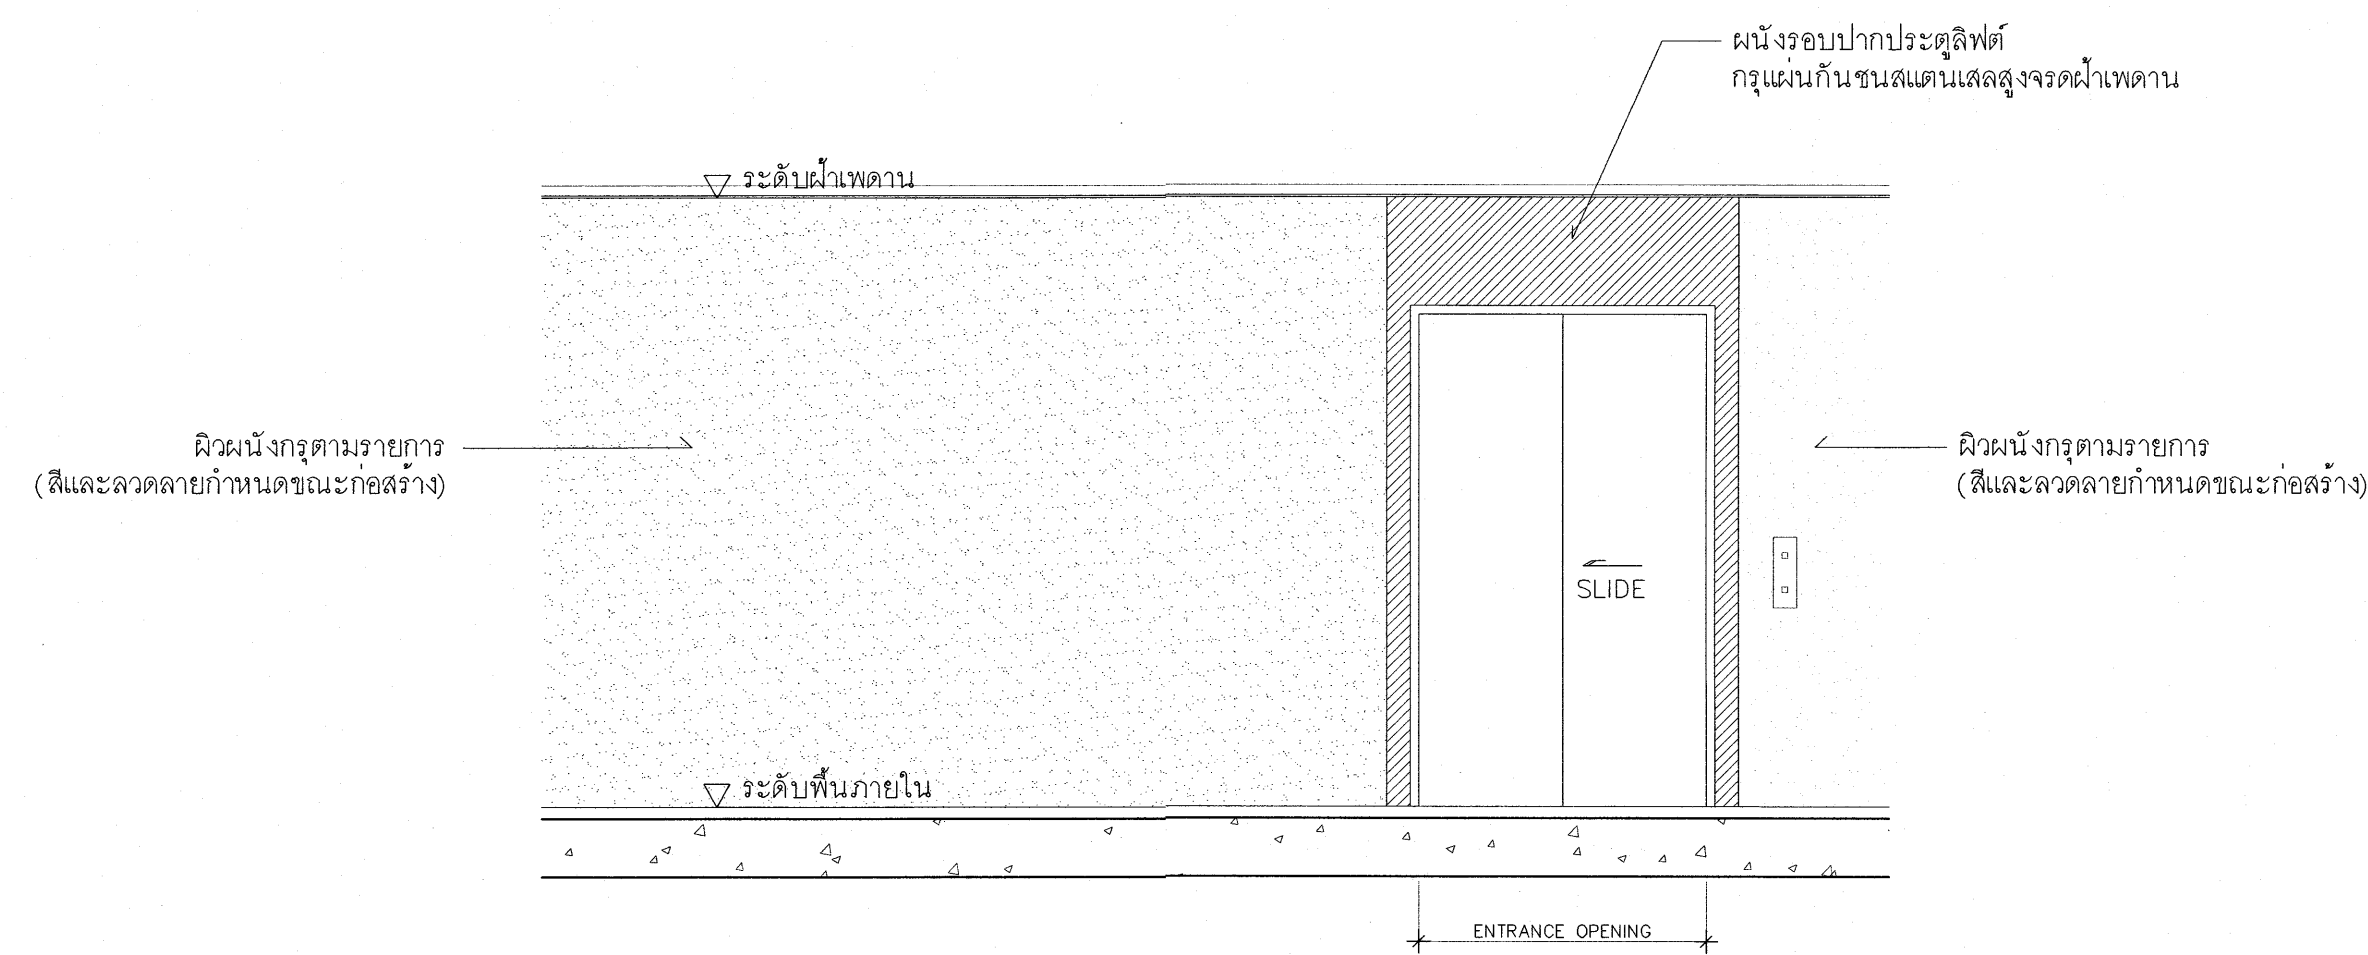 ผนังรอบปากประตูลิฟต์
กรุแผ่นกันชนสแตนเลสสูงจรดฝ้าเพดาน
ระดับฝ้าเพดาน
ผิวผนังกรุตามรายการ
(สีและลวดลายกำหนดขณะก่อสร้าง)
ผิวผนังกรุตามรายการ
(สีและลวดลายกำหนดขณะก่อสร้าง)
SLIDE
ระดับพื้นภายใน
ENTRANCE OPENING